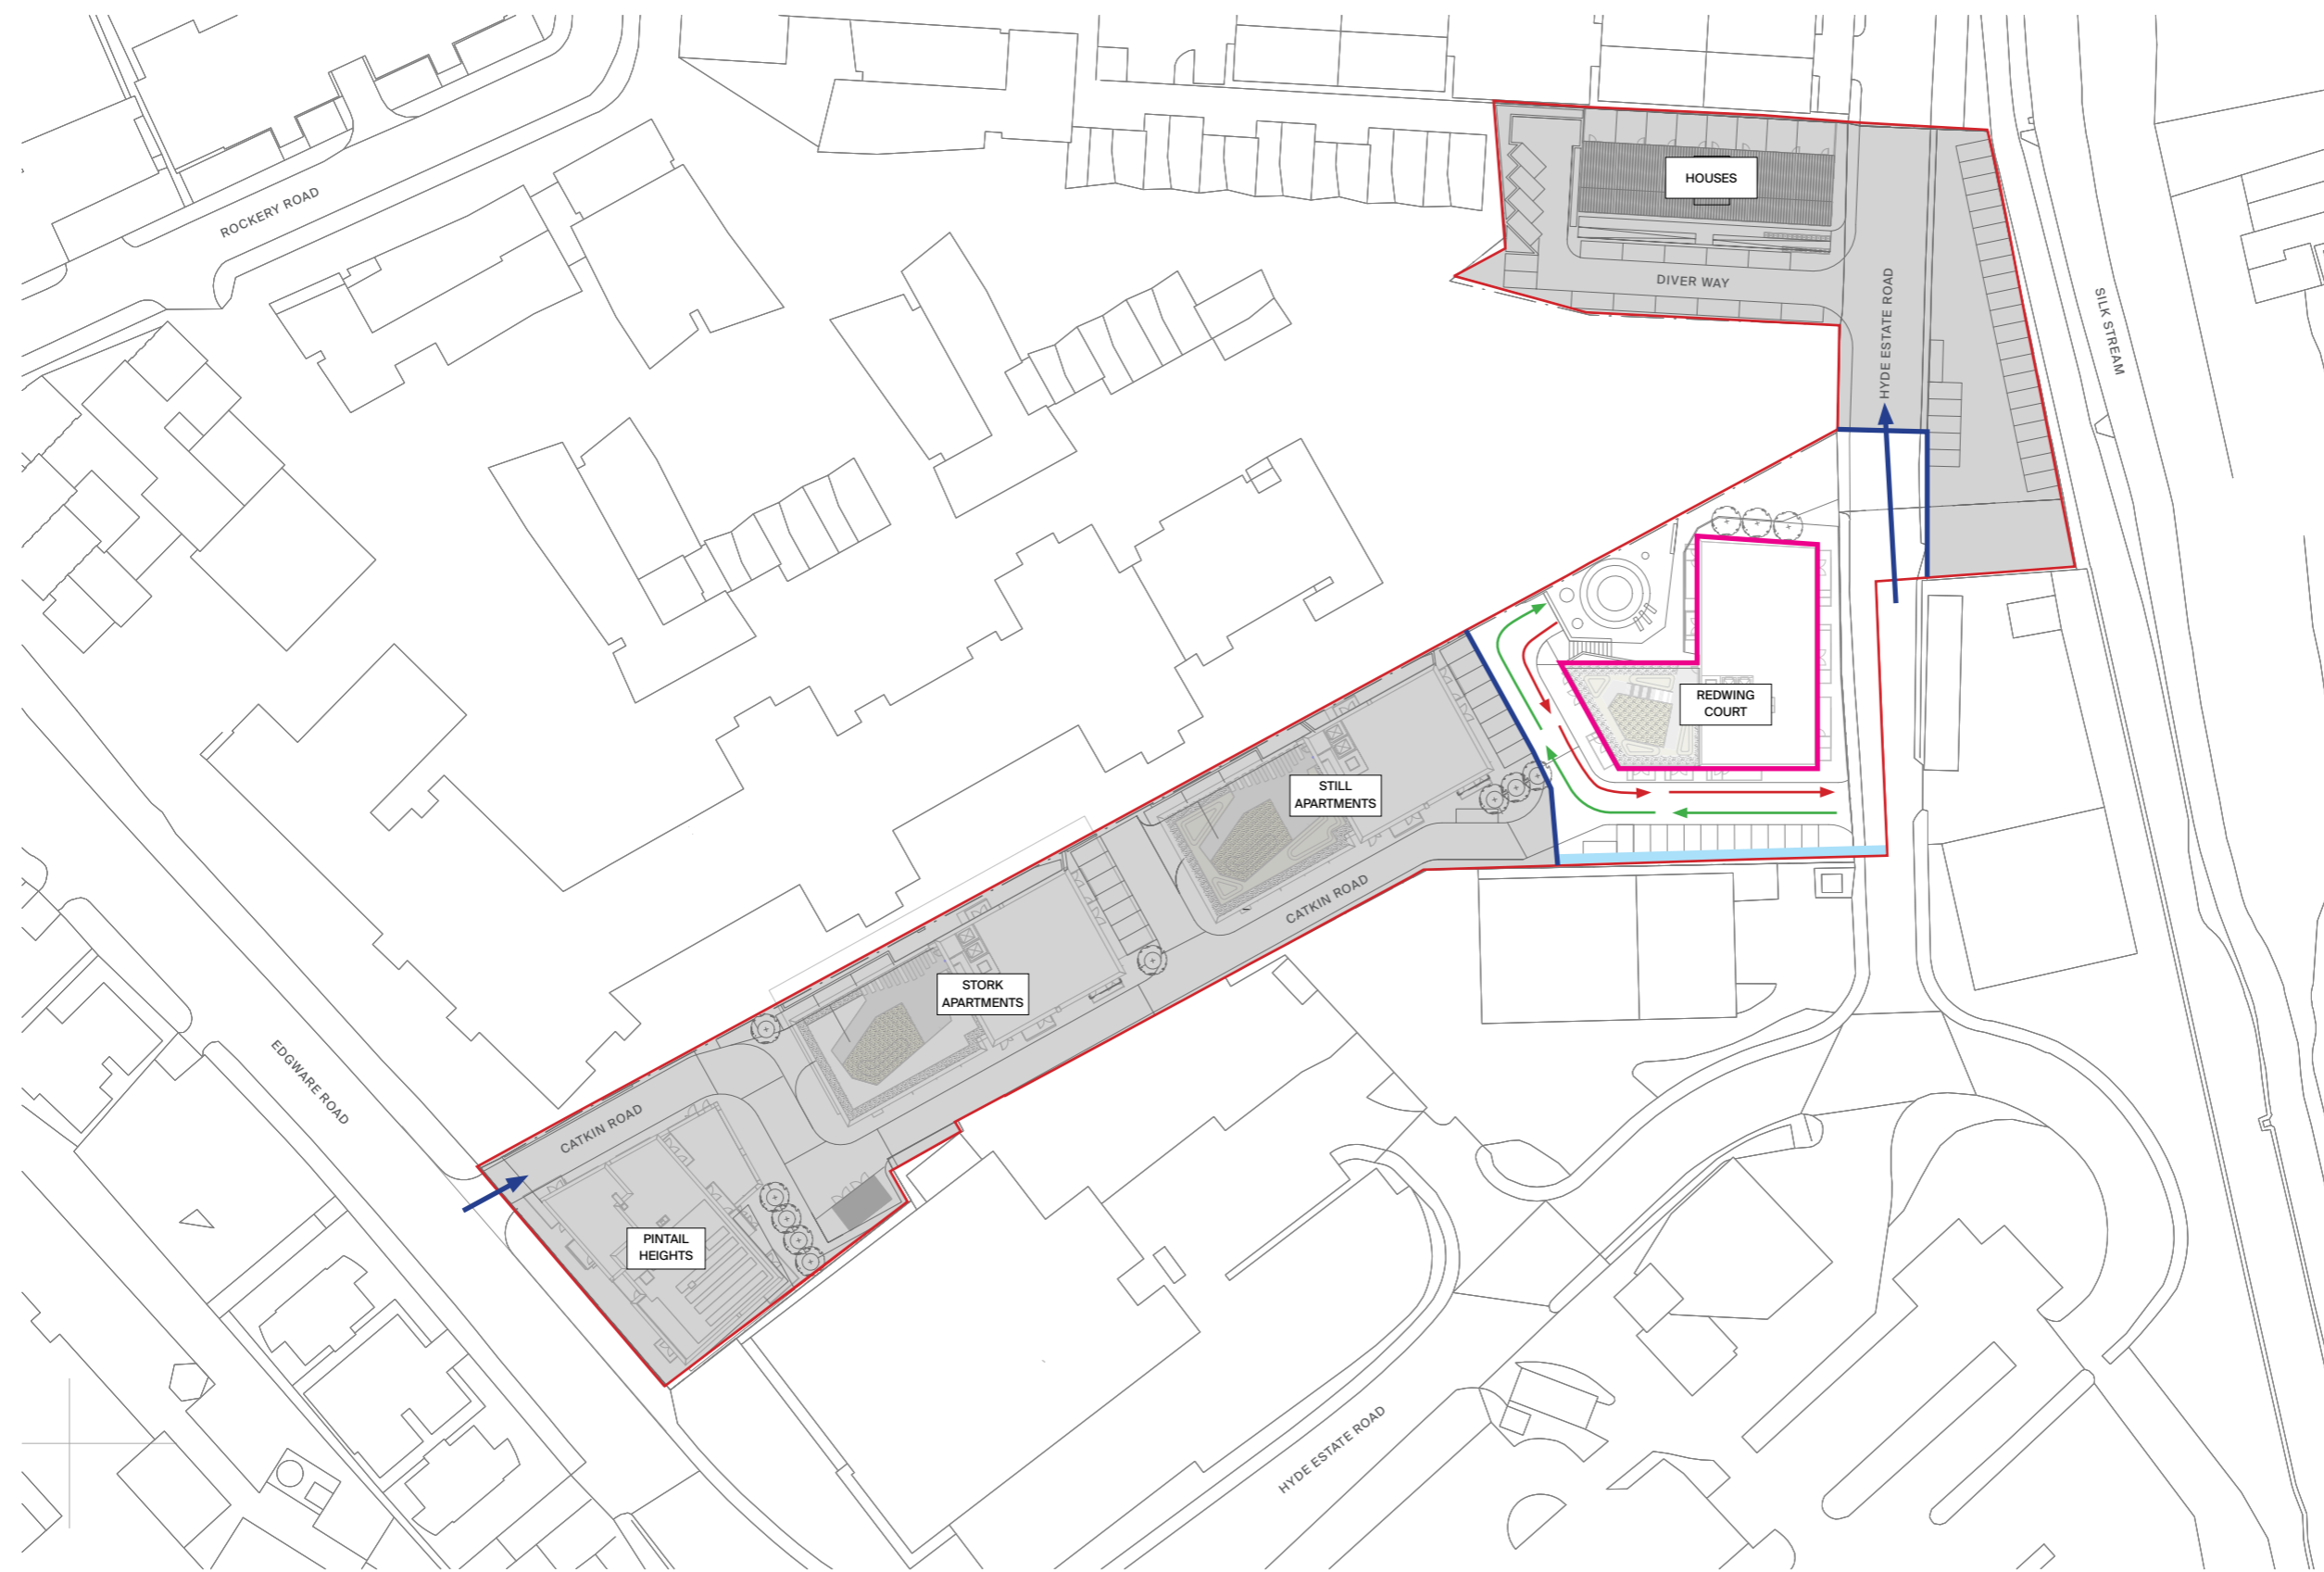 ROCKERY ROAD
HOUSES
DIVER WAY
HYDE ESTATE ROAD
SILK STREAM
REDWING
COURT
STILL
APARTMENTS
CATKIN ROAD
STORK
APARTMENTS
EDGWARE ROAD
CATKIN ROAD
PINTAIL
HEIGHTS
HYDE ESTATE ROAD